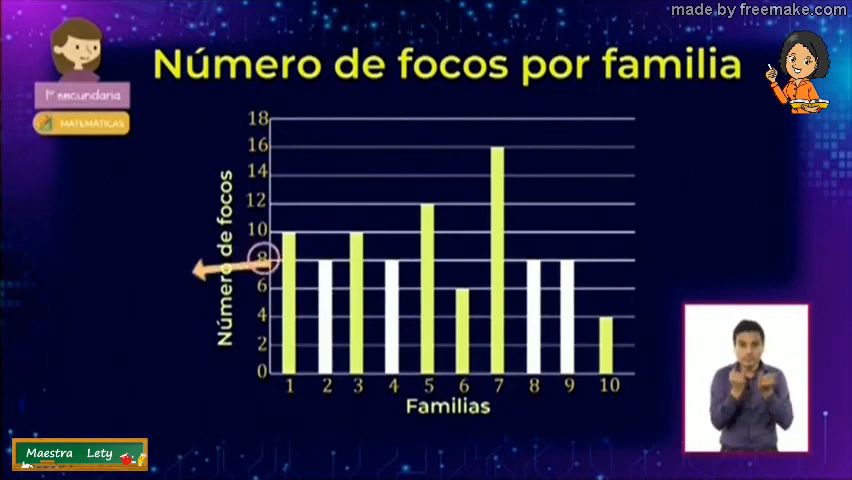 made by freemake.com
Número de focos por familia
1° secundaria
MATEMÁTICAS
Número de focos
18
16
14
12
10
8
6
4
2
0
1 2 3 4 5 6 7 8 9 10
Familias
Maestra Lety